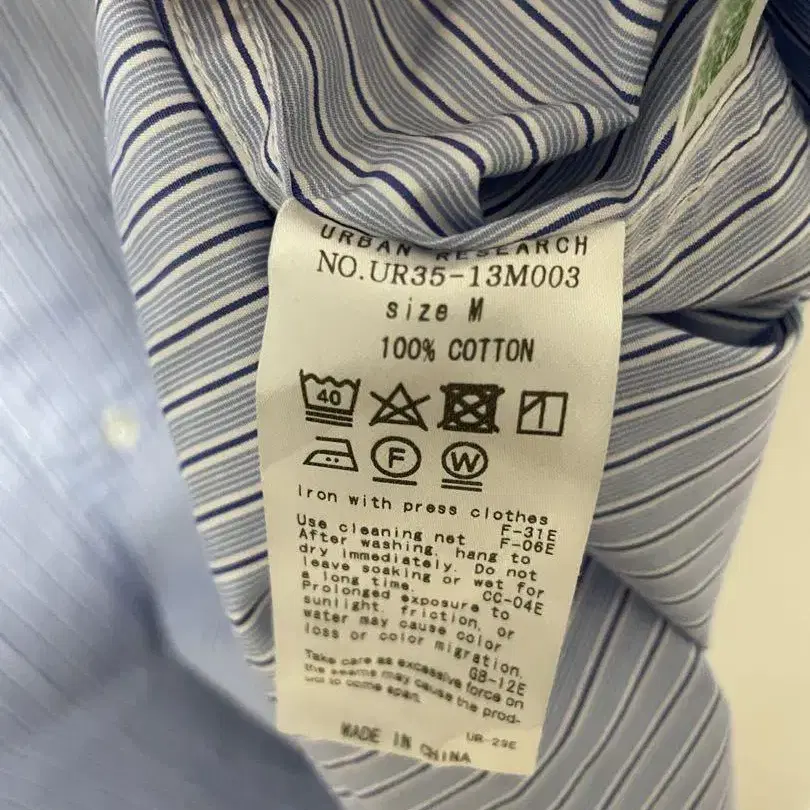 URBAN RESEARCH
NO.UR35-13M003
size M
100% COTTON
40
F W
Iron with press clothes
F-31E
Use cleaning net F-06E
After washing, hang to
dry immediately. Do not
leave soaking or wet for
a long time. CC-04E
Prolonged exposure to
sunlight, friction, or
water may cause color
loss or color migration.
GB-12E
Take care as excessive force on
the seams may cause the prod-
uct to come apart.
UR-29E
MADE IN CHINA